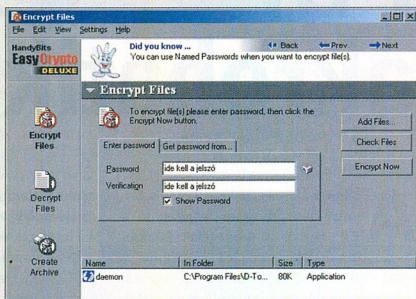 Encrypt Files
File Edit View Settings Help
HandyBits
EasyCrypto
DELUXE
Did you know ...
Back Prev Next
You can use Named Passwords when you want to encrypt file(s).
Encrypt Files
To encrypt file(s) please enter password, then click the
Encrypt Now button.
Add Files...
Check Files
Encrypt Now
Enter password Get password from...
Password ide kell a jelszó
Verification ide kell a jelszó
Show Password
Encrypt
Files
Decrypt
Files
Create
Archive
Name In Folder Size Type
daemon C:\Program Files\D-To... 80K Application